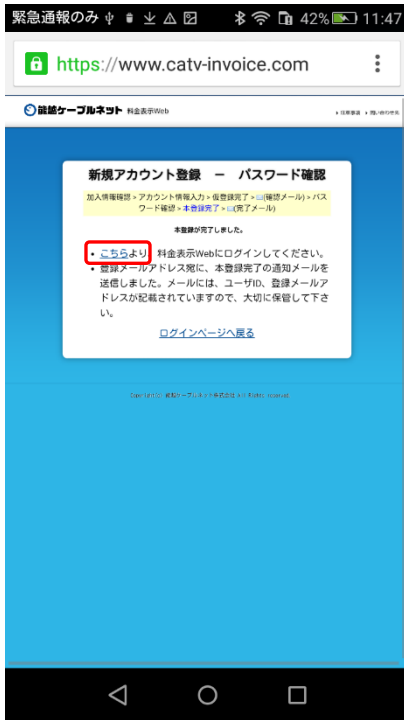 緊急通報のみ 42% 11:47
https://www.catv-invoice.com
能越ケーブルネット 料金表示Web
新規アカウント登録 － パスワード確認
加入情報確認 > アカウント情報入力 > 仮登録完了 > (確認メール) > パス
ワード確認 > 本登録完了 > (完了メール)
本登録が完了しました。
• こちらより、料金表示Webにログインしてください。
• 登録メールアドレス宛に、本登録完了の通知メールを
送信しました。メールには、ユーザID、登録メールア
ドレスが記載されていますので、大切に保管して下さ
い。
ログインページへ戻る